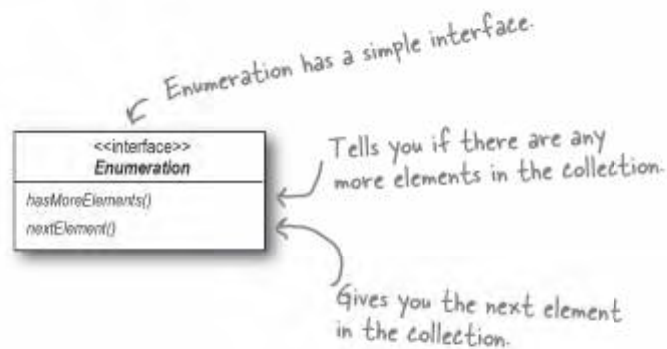 Enumeration has a simple interface.
<<interface>>
Enumeration
hasMoreElements()
nextElement()
Tells you if there are any
more elements in the collection.
Gives you the next element
in the collection.